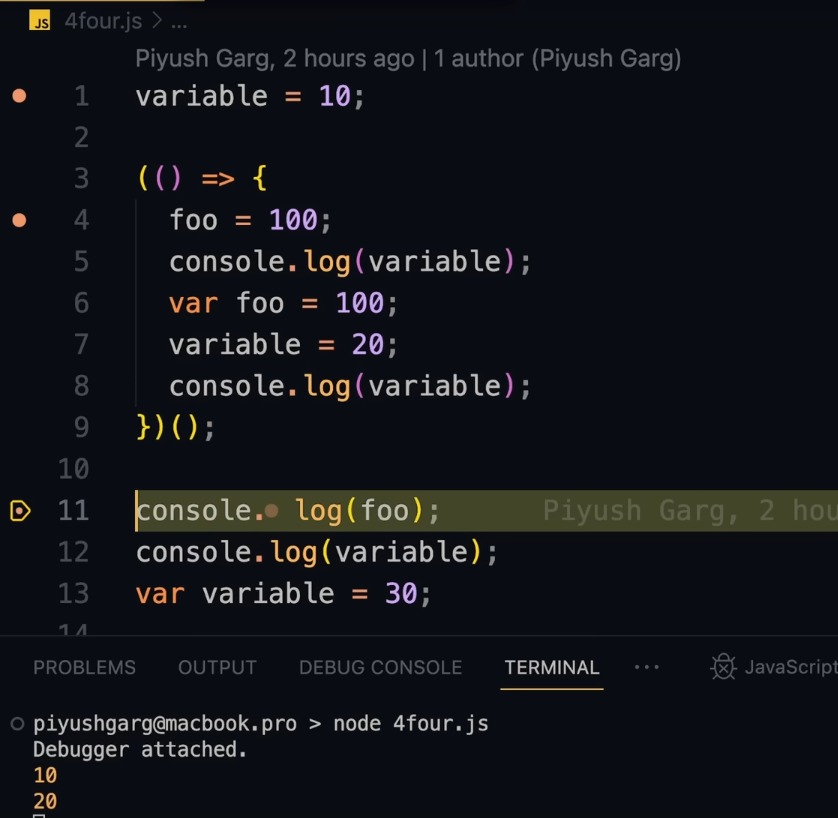 JS 4four.js > ...
Piyush Garg, 2 hours ago | 1 author (Piyush Garg)
1 variable = 10;
2
3 (() => {
4 foo = 100;
5 console.log(variable);
6 var foo = 100;
7 variable = 20;
8 console.log(variable);
9 })();
10
11 console. log(foo); Piyush Garg, 2 hou
12 console.log(variable);
13 var variable = 30;
14
PROBLEMS OUTPUT DEBUG CONSOLE TERMINAL ... JavaScript
piyushgarg@macbook.pro > node 4four.js
Debugger attached.
10
20